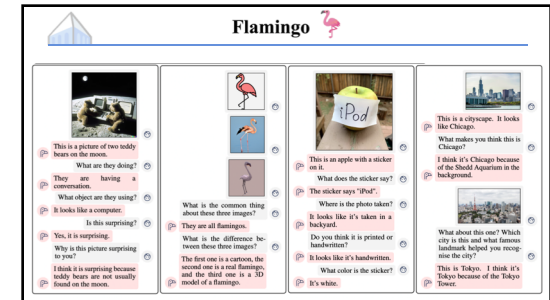 Flamingo
This is a picture of two teddy
bears on the moon.
What are they doing?
They are having a
conversation.
What object are they using?
It looks like a computer.
Is this surprising?
Yes, it is surprising.
Why is this picture surprising
to you?
I think it is surprising because
teddy bears are not usually
found on the moon.
What is the common thing
about these three images?
They are all flamingos.
What is the difference be-
tween these three images?
The first one is a cartoon, the
second one is a real flamingo,
and the third one is a 3D
model of a flamingo.
iPod
This is an apple with a sticker
on it.
What does the sticker say?
The sticker says "iPod".
Where is the photo taken?
It looks like it's taken in a
backyard.
Do you think it is printed or
handwritten?
It looks like it's handwritten.
What color is the sticker?
It's white.
This is a cityscape. It looks
like Chicago.
What makes you think this is
Chicago?
I think it's Chicago because
of the Shedd Aquarium in the
background.
What about this one? Which
city is this and what famous
landmark helped you recog-
nise the city?
This is Tokyo. I think it's
Tokyo because of the Tokyo
Tower.